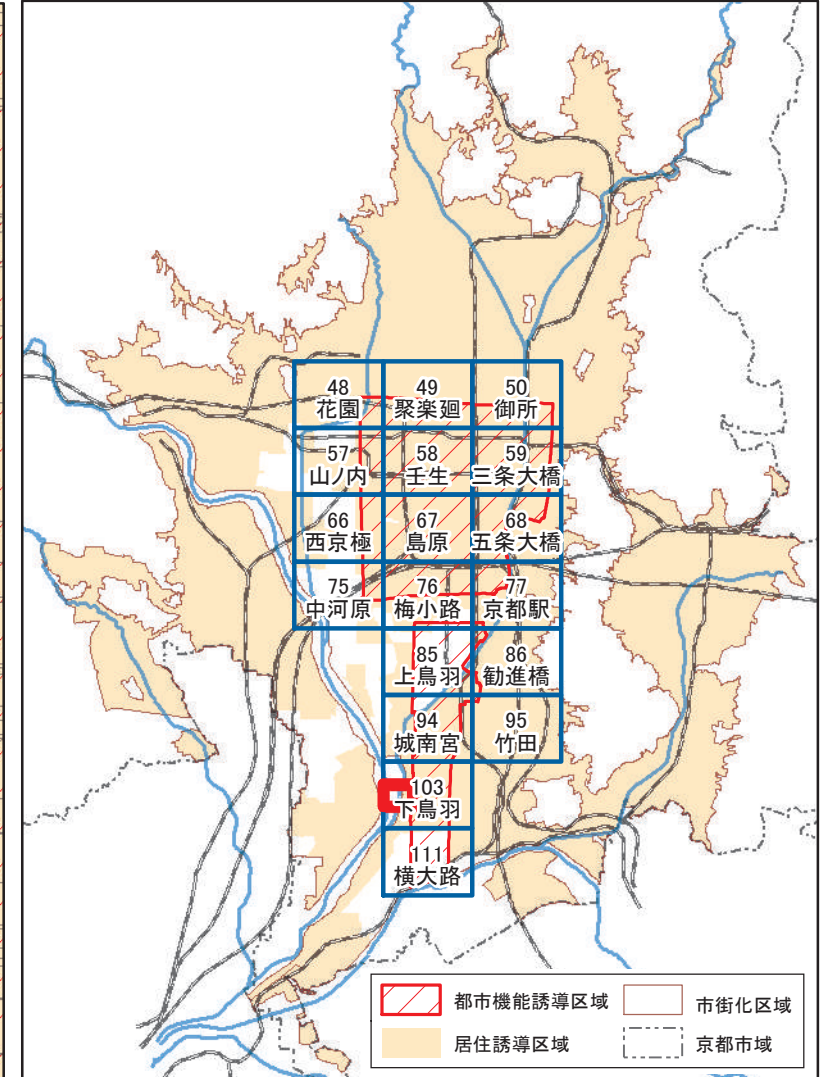 48
花園
49
聚楽廻
50
御所
57
山ノ内
58
壬生
59
三条大橋
66
西京極
67
島原
68
五条大橋
75
中河原
76
梅小路
77
京都駅
85
上鳥羽
86
勧進橋
94
城南宮
95
竹田
103
下鳥羽
111
横大路
都市機能誘導区域
市街化区域
居住誘導区域
京都市域